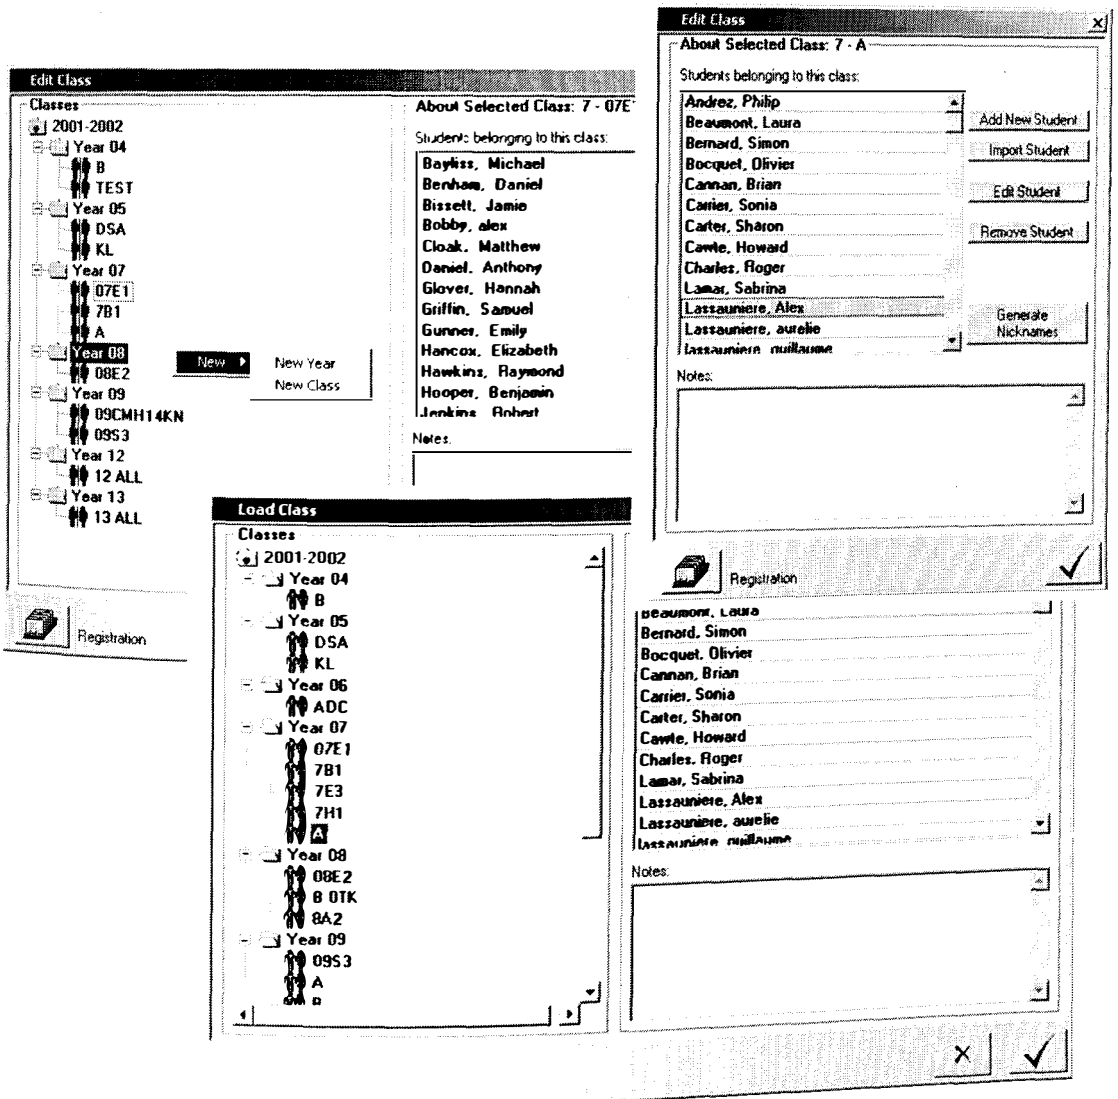 Edit Class
Classes
2001-2002
Year 04
B
TEST
Year 05
DSA
KL
Year 07
07E1
7B1
A
Year 08
08E2
Year 09
09CMH14KN
09S3
Year 12
12 ALL
Year 13
13 ALL
New
New Year
New Class
Registration
About Selected Class: 7 - 07E
Students belonging to this class:
Bayliss, Michael
Benham, Daniel
Bissett, Jamie
Bobby, alex
Cloak, Matthew
Daniel, Anthony
Glover, Hannah
Griffin, Samuel
Gunner, Emily
Hancox, Elizabeth
Hawkins, Raymond
Hooper, Benjamin
Jenkins, Robert
Notes.
Edit Class
About Selected Class: 7 - A
Students belonging to this class:
Andrez, Philip
Beaumont, Laura
Bernard, Simon
Bocquet, Olivier
Cannan, Brian
Carrier, Sonia
Carter, Sharon
Cawte, Howard
Charles, Roger
Lamar, Sabrina
Lassauniere, Alex
Lassauniere, aurelie
lassauniere, guillaume
Add New Student
Import Student
Edit Student
Remove Student
Generate
Nicknames
Notes:
Registration
Load Class
Classes
2001-2002
Year 04
B
Year 05
DSA
KL
Year 06
ADC
Year 07
07E1
7B1
7E3
7H1
A
Year 08
08E2
8 0TK
8A2
Year 09
09S3
A
B
Beaumont, Laura
Bernard, Simon
Bocquet, Olivier
Cannan, Brian
Carrier, Sonia
Carter, Sharon
Cawte, Howard
Charles, Roger
Lamar, Sabrina
Lassauniere, Alex
Lassauniere, aurelie
lassauniere, guillaume
Notes: